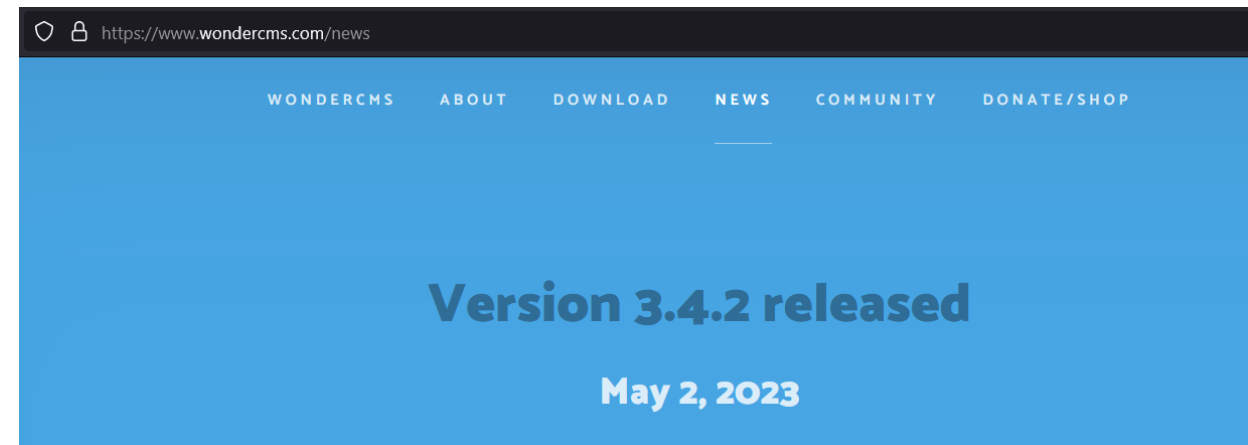 https://www.wondercms.com/news
WONDERCMS ABOUT DOWNLOAD NEWS COMMUNITY DONATE/SHOP
Version 3.4.2 released
May 2, 2023